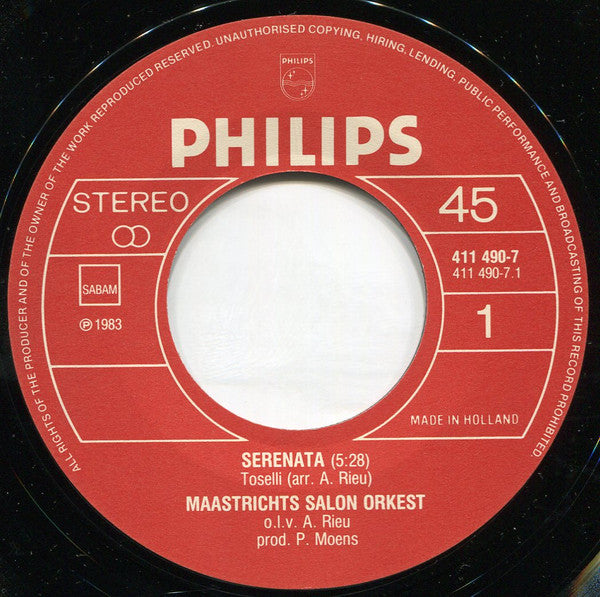 ALL RIGHTS OF THE PRODUCER AND OF THE OWNER OF THE WORK REPRODUCED RESERVED. UNAUTHORISED COPYING, HIRING, LENDING, PUBLIC PERFORMANCE AND BROADCASTING OF THIS RECORD PROHIBITED.
PHILIPS
PHILIPS
STEREO
45
411 490-7
411 490-7.1
SABAM
℗ 1983
1
MADE IN HOLLAND
SERENATA (5:28)
Toselli (arr. A. Rieu)
MAASTRICHTS SALON ORKEST
o.l.v. A. Rieu
prod. P. Moens